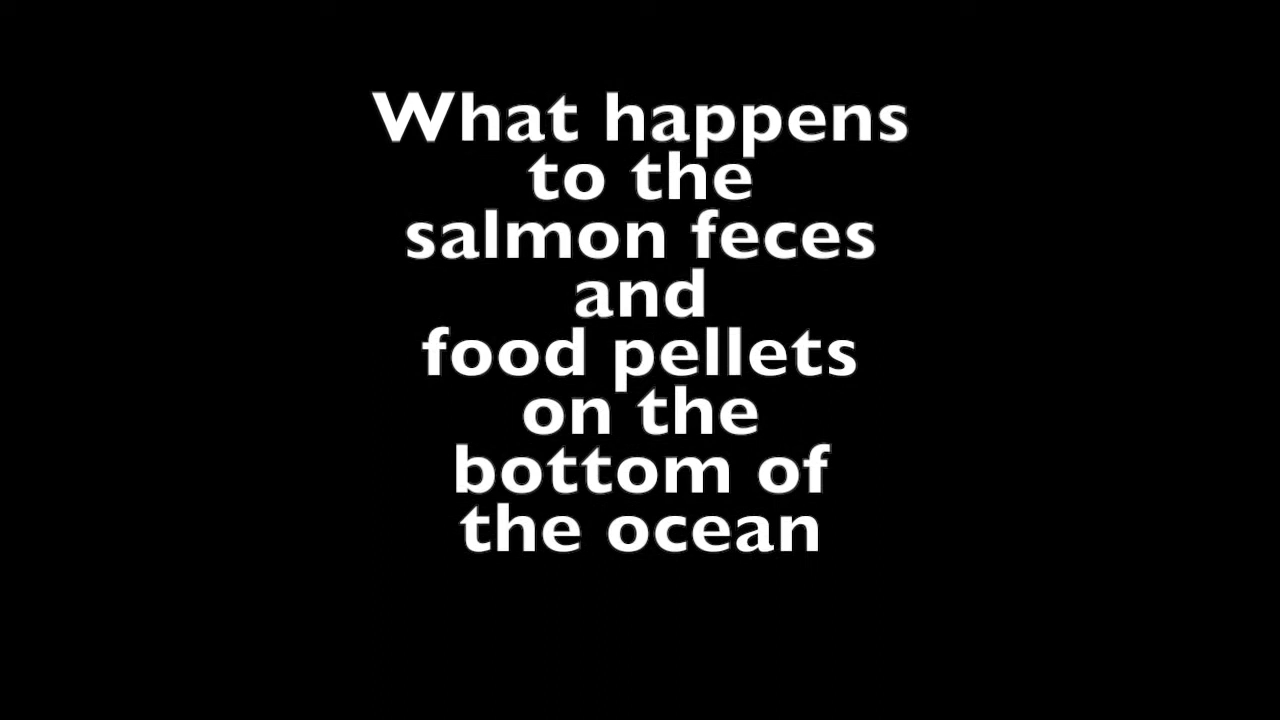 What happens
to the
salmon feces
and
food pellets
on the
bottom of
the ocean